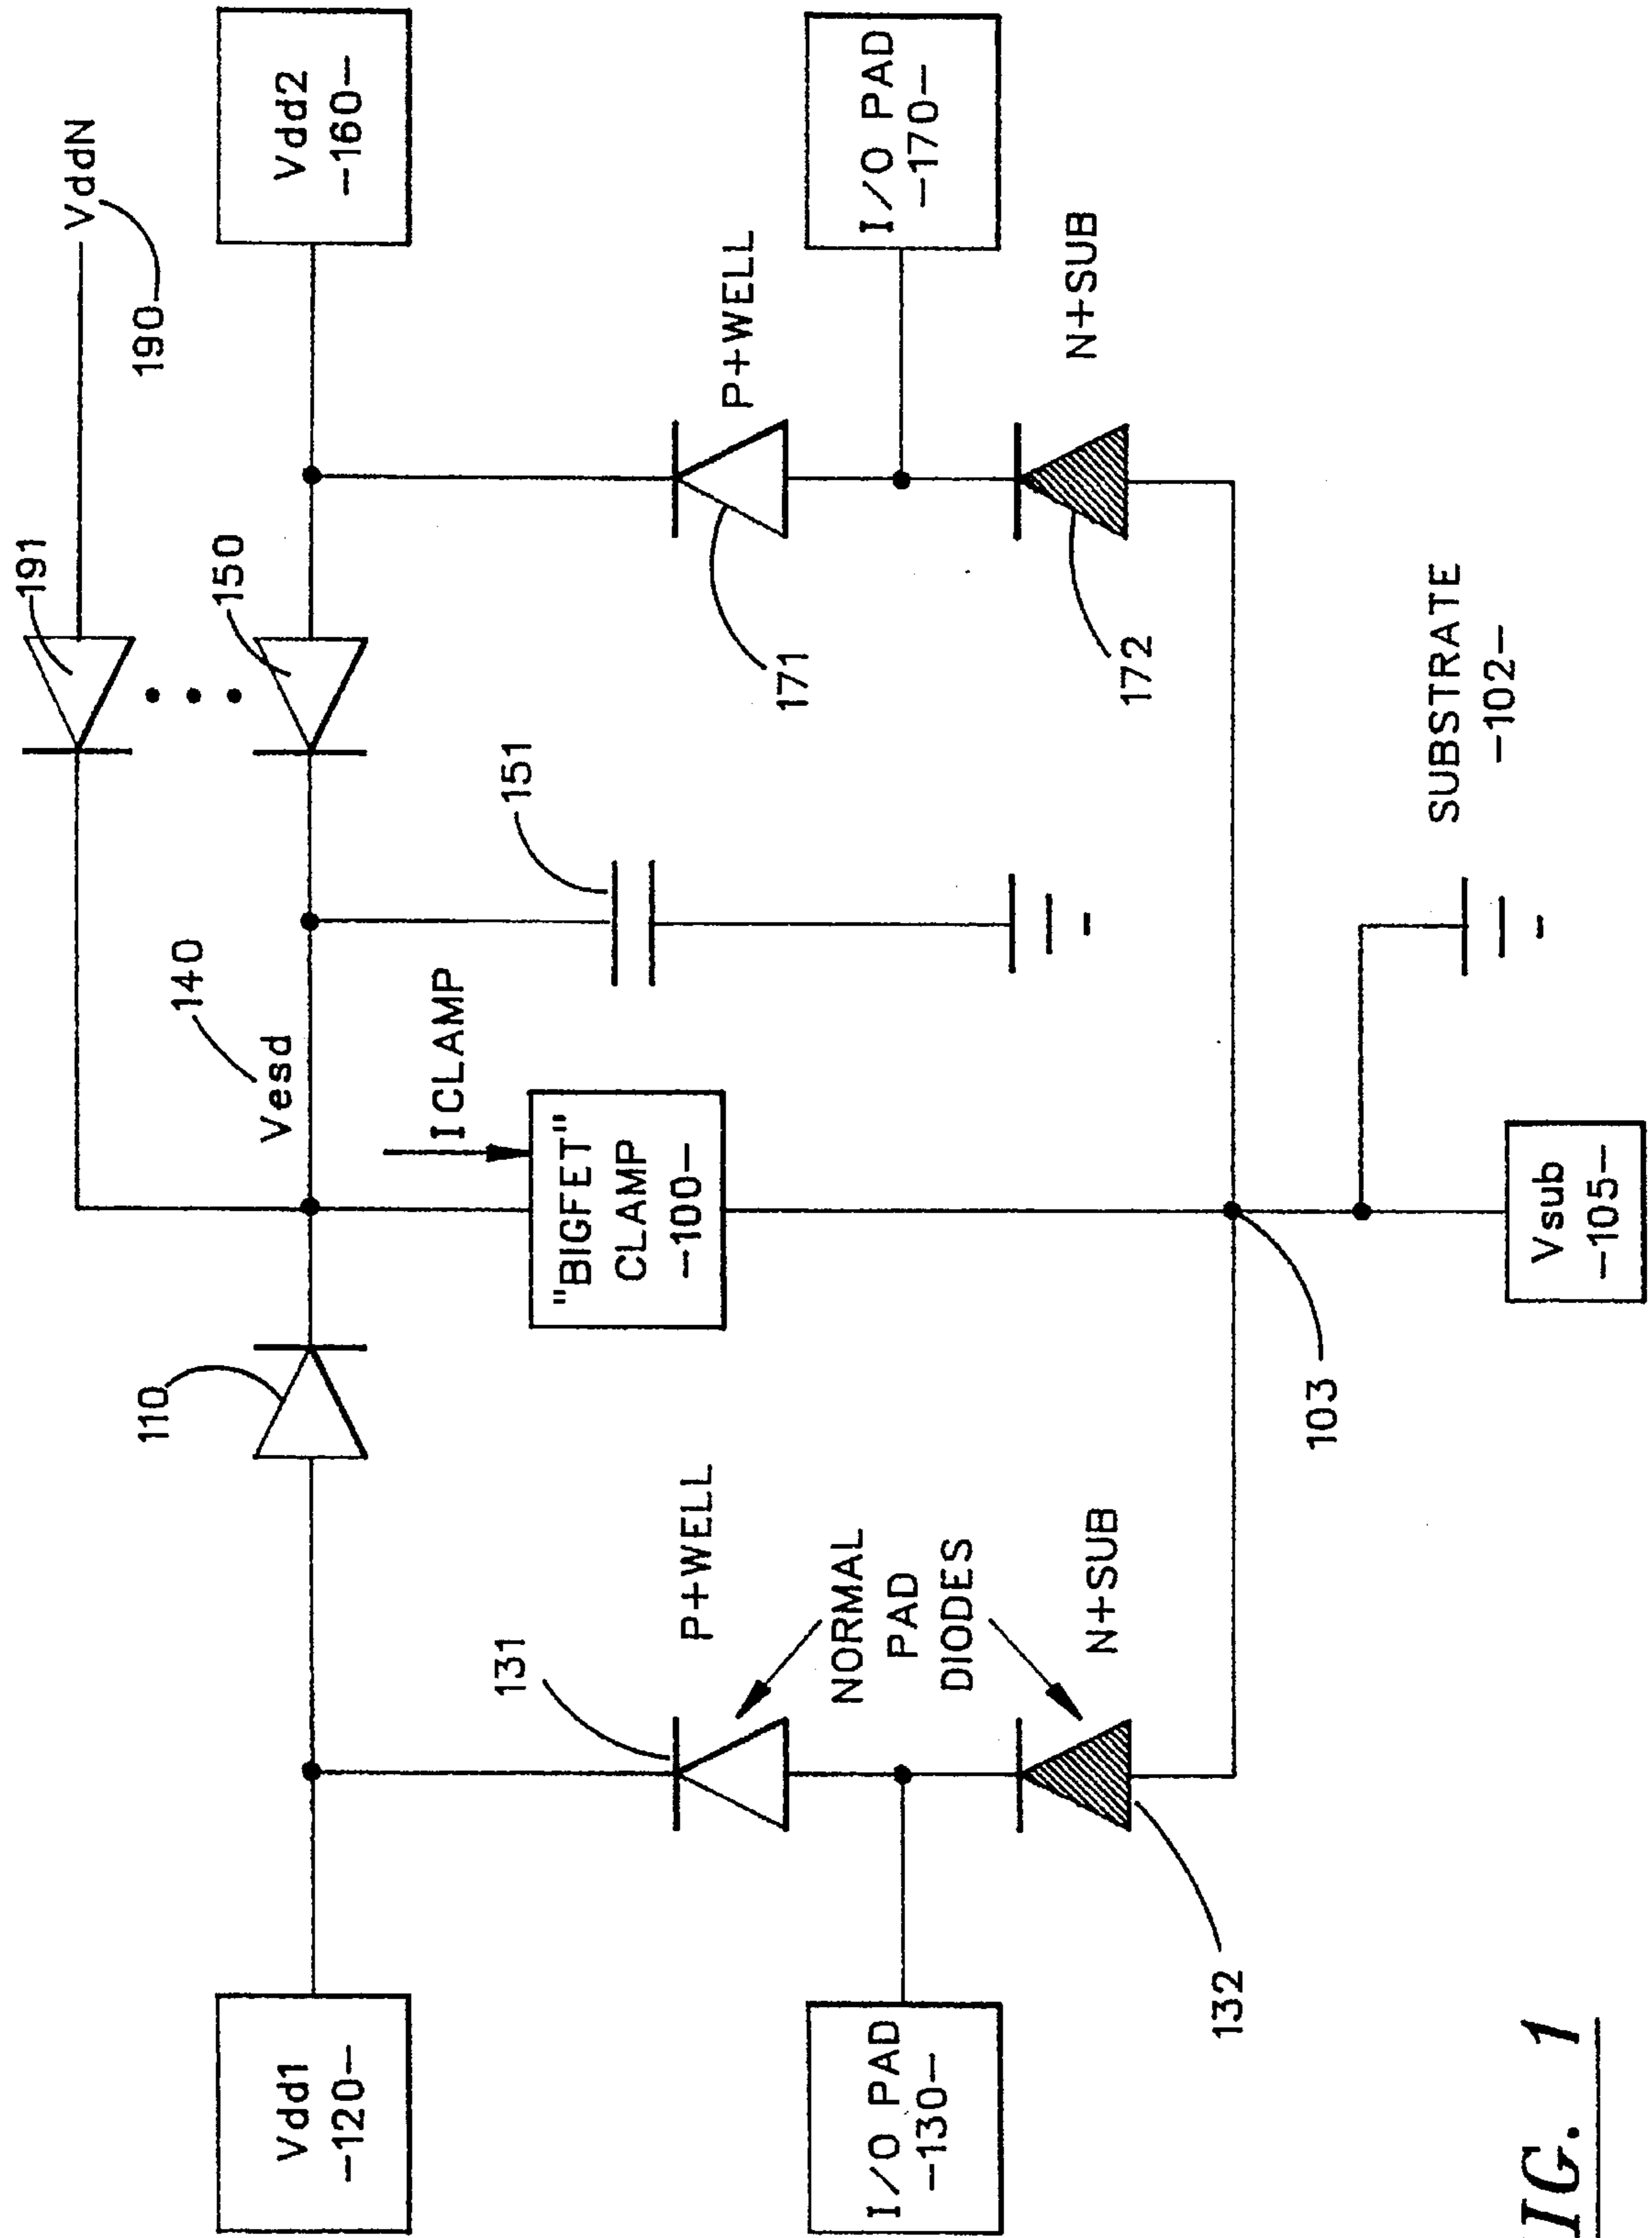 VddN
190
191
Vdd2
-160-
150
140
Vesd
110
Vdd1
-120-
I CLAMP
151
"BIGFET"
CLAMP
-100-
131
P+WELL
NORMAL
PAD
DIODES
N+SUB
P+WELL
171
I/O PAD
-170-
N+SUB
172
I/O PAD
-130-
132
103
SUBSTRATE
-102-
Vsub
-105-
IG. 1